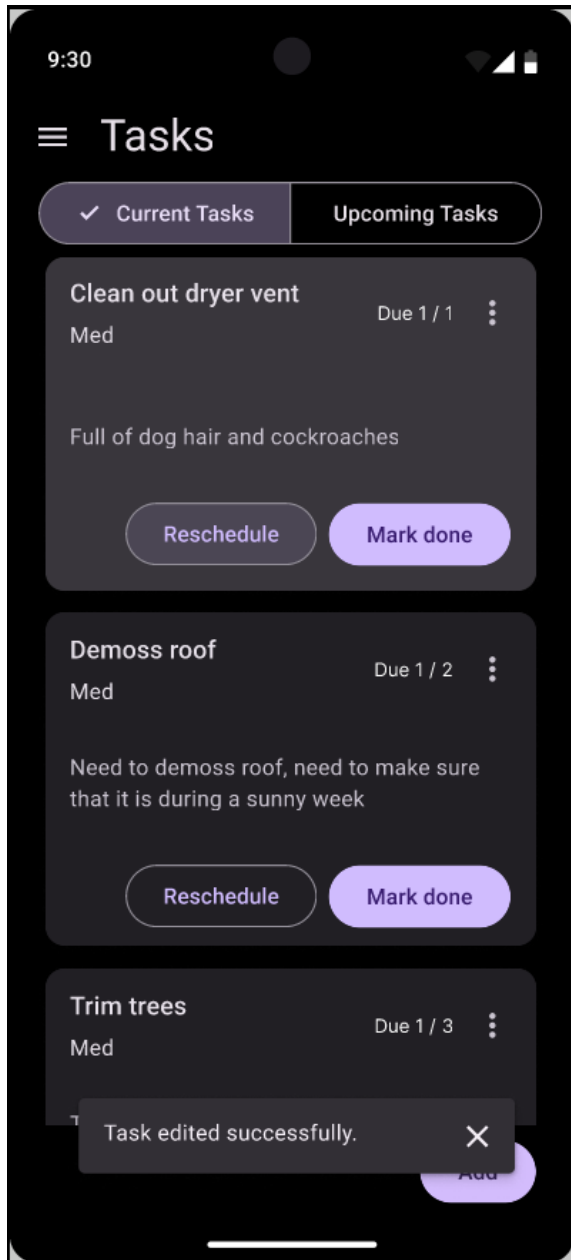 9:30
Tasks
Current Tasks
Upcoming Tasks
Clean out dryer vent
Due 1 / 1
Med
Full of dog hair and cockroaches
Reschedule
Mark done
Demoss roof
Due 1 / 2
Med
Need to demoss roof, need to make sure
that it is during a sunny week
Reschedule
Mark done
Trim trees
Due 1 / 3
Med
Task edited successfully.
Add